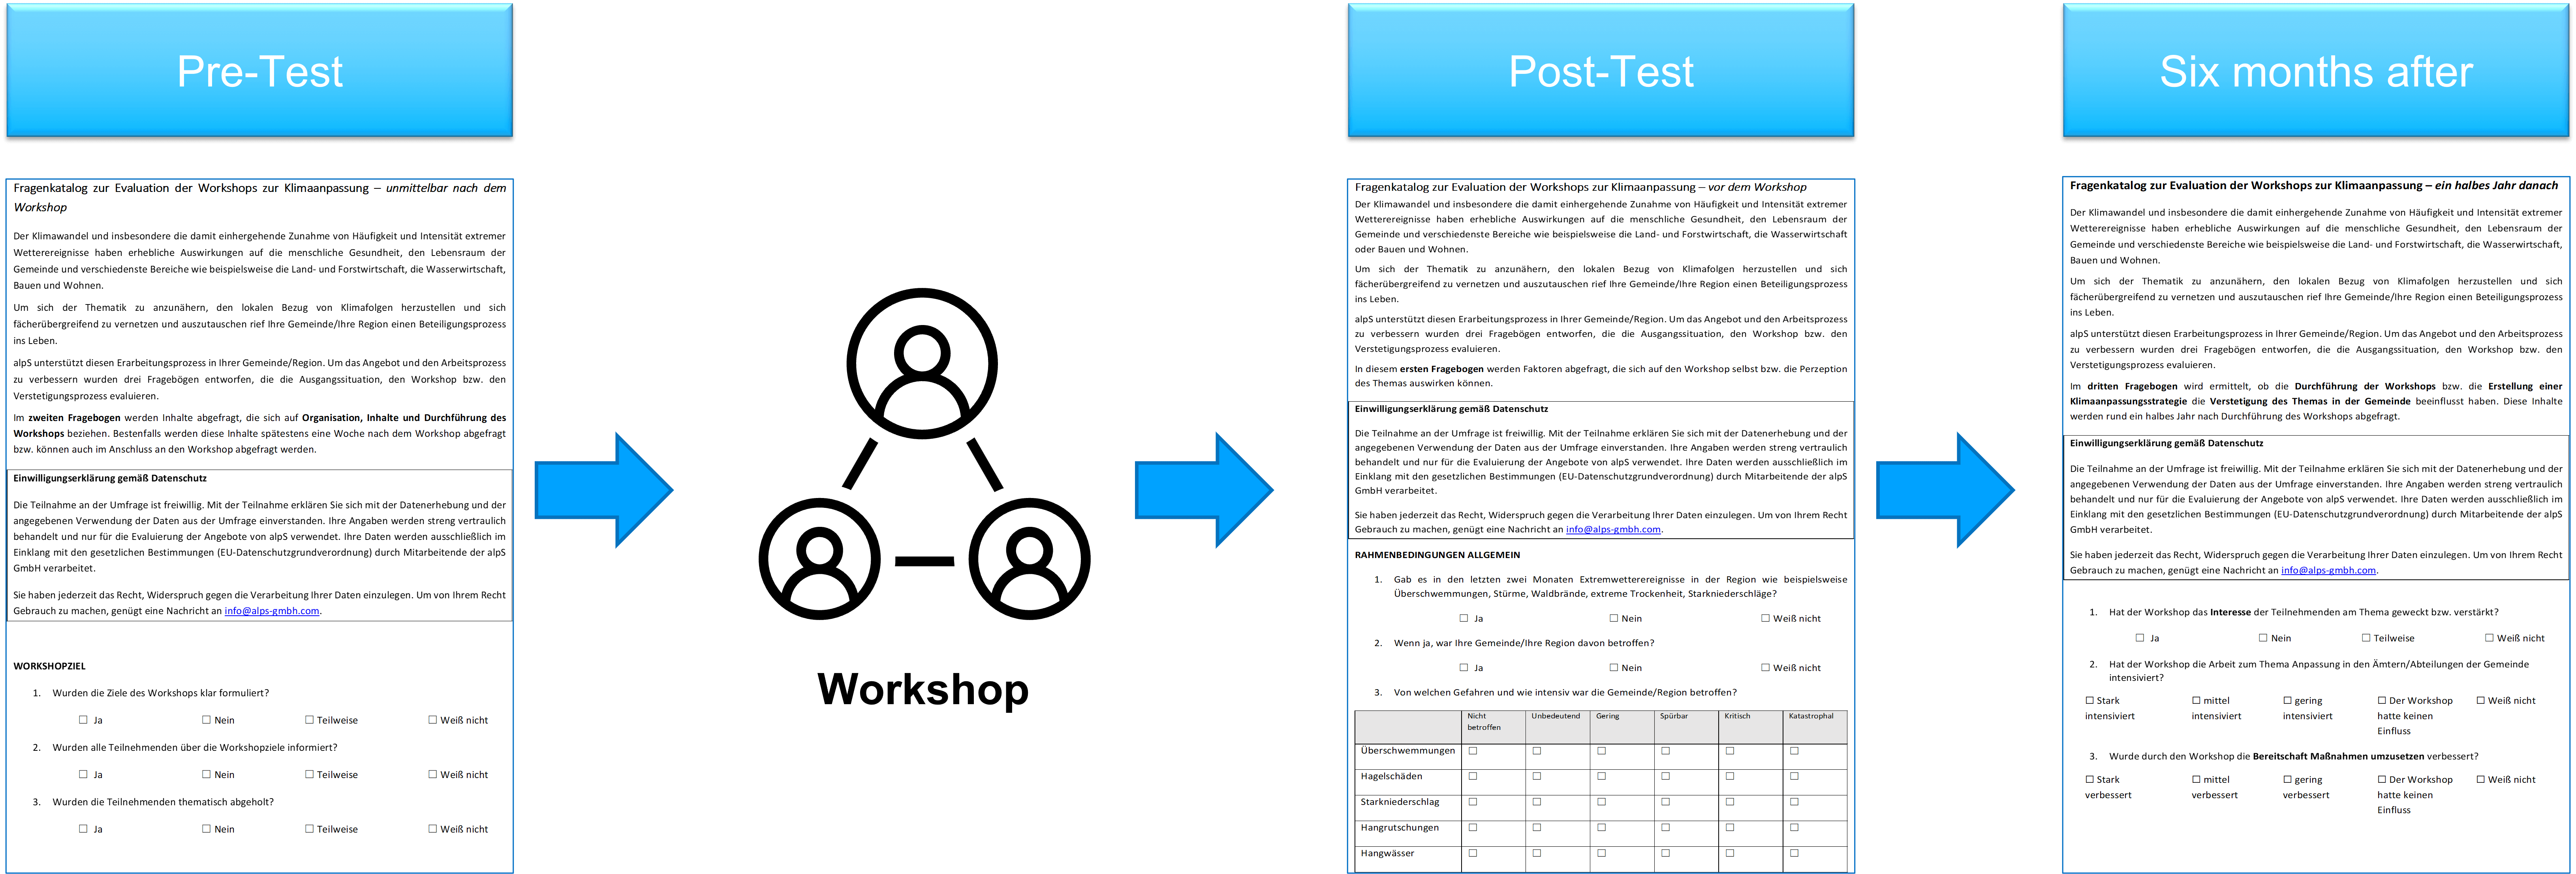 Pre-Test
Fragenkatalog zur Evaluation der Workshops zur Klimaanpassung – unmittelbar nach dem
Workshop
Der Klimawandel und insbesondere die damit einhergehende Zunahme von Häufigkeit und Intensität extremer
Wetterereignisse haben erhebliche Auswirkungen auf die menschliche Gesundheit, den Lebensraum der
Gemeinde und verschiedenste Bereiche wie beispielsweise die Land- und Forstwirtschaft, die Wasserwirtschaft,
Bauen und Wohnen.
Um sich der Thematik zu anzunähern, den lokalen Bezug von Klimafolgen herzustellen und sich
fächerübergreifend zu vernetzen und auszutauschen rief Ihre Gemeinde/Ihre Region einen Beteiligungsprozess
ins Leben.
alpS unterstützt diesen Erarbeitungsprozess in Ihrer Gemeinde/Region. Um das Angebot und den Arbeitsprozess
zu verbessern wurden drei Fragebögen entworfen, die die Ausgangssituation, den Workshop bzw. den
Verstetigungsprozess evaluieren.
Im zweiten Fragebogen werden Inhalte abgefragt, die sich auf Organisation, Inhalte und Durchführung des
Workshops beziehen. Bestenfalls werden diese Inhalte spätestens eine Woche nach dem Workshop abgefragt
bzw. können auch im Anschluss an den Workshop abgefragt werden.
Einwilligungserklärung gemäß Datenschutz
Die Teilnahme an der Umfrage ist freiwillig. Mit der Teilnahme erklären Sie sich mit der Datenerhebung und der
angegebenen Verwendung der Daten aus der Umfrage einverstanden. Ihre Angaben werden streng vertraulich
behandelt und nur für die Evaluierung der Angebote von alpS verwendet. Ihre Daten werden ausschließlich im
Einklang mit den gesetzlichen Bestimmungen (EU-Datenschutzgrundverordnung) durch Mitarbeitende der alpS
GmbH verarbeitet.
Sie haben jederzeit das Recht, Widerspruch gegen die Verarbeitung Ihrer Daten einzulegen. Um von Ihrem Recht
Gebrauch zu machen, genügt eine Nachricht an info@alps-gmbh.com.
WORKSHOPZIEL
1. Wurden die Ziele des Workshops klar formuliert?
☐ Ja ☐ Nein ☐ Teilweise ☐ Weiß nicht
2. Wurden alle Teilnehmenden über die Workshopziele informiert?
☐ Ja ☐ Nein ☐ Teilweise ☐ Weiß nicht
3. Wurden die Teilnehmenden thematisch abgeholt?
☐ Ja ☐ Nein ☐ Teilweise ☐ Weiß nicht
Workshop
Post-Test
Fragenkatalog zur Evaluation der Workshops zur Klimaanpassung – vor dem Workshop
Der Klimawandel und insbesondere die damit einhergehende Zunahme von Häufigkeit und Intensität extremer
Wetterereignisse haben erhebliche Auswirkungen auf die menschliche Gesundheit, den Lebensraum der
Gemeinde und verschiedenste Bereiche wie beispielsweise die Land- und Forstwirtschaft, die Wasserwirtschaft
oder Bauen und Wohnen.
Um sich der Thematik zu anzunähern, den lokalen Bezug von Klimafolgen herzustellen und sich
fächerübergreifend zu vernetzen und auszutauschen rief Ihre Gemeinde/Ihre Region einen Beteiligungsprozess
ins Leben.
alpS unterstützt diesen Erarbeitungsprozess in Ihrer Gemeinde/Region. Um das Angebot und den Arbeitsprozess
zu verbessern wurden drei Fragebögen entworfen, die die Ausgangssituation, den Workshop bzw. den
Verstetigungsprozess evaluieren.
In diesem ersten Fragebogen werden Faktoren abgefragt, die sich auf den Workshop selbst bzw. die Perzeption
des Themas auswirken können.
Einwilligungserklärung gemäß Datenschutz
Die Teilnahme an der Umfrage ist freiwillig. Mit der Teilnahme erklären Sie sich mit der Datenerhebung und der
angegebenen Verwendung der Daten aus der Umfrage einverstanden. Ihre Angaben werden streng vertraulich
behandelt und nur für die Evaluierung der Angebote von alpS verwendet. Ihre Daten werden ausschließlich im
Einklang mit den gesetzlichen Bestimmungen (EU-Datenschutzgrundverordnung) durch Mitarbeitende der alpS
GmbH verarbeitet.
Sie haben jederzeit das Recht, Widerspruch gegen die Verarbeitung Ihrer Daten einzulegen. Um von Ihrem Recht
Gebrauch zu machen, genügt eine Nachricht an info@alps-gmbh.com.
RAHMENBEDINGUNGEN ALLGEMEIN
1. Gab es in den letzten zwei Monaten Extremwetterereignisse in der Region wie beispielsweise
Überschwemmungen, Stürme, Waldbrände, extreme Trockenheit, Starkniederschläge?
☐ Ja ☐ Nein ☐ Weiß nicht
2. Wenn ja, war Ihre Gemeinde/Ihre Region davon betroffen?
☐ Ja ☐ Nein ☐ Weiß nicht
3. Von welchen Gefahren und wie intensiv war die Gemeinde/Region betroffen?
Nicht Unbedeutend Gering Spürbar Kritisch Katastrophal
betroffen
Überschwemmungen ☐ ☐ ☐ ☐ ☐ ☐
Hagelschäden ☐ ☐ ☐ ☐ ☐ ☐
Starkniederschlag ☐ ☐ ☐ ☐ ☐ ☐
Hangrutschungen ☐ ☐ ☐ ☐ ☐ ☐
Hangwässer ☐ ☐ ☐ ☐ ☐ ☐
Six months after
Fragenkatalog zur Evaluation der Workshops zur Klimaanpassung – ein halbes Jahr danach
Der Klimawandel und insbesondere die damit einhergehende Zunahme von Häufigkeit und Intensität extremer
Wetterereignisse haben erhebliche Auswirkungen auf die menschliche Gesundheit, den Lebensraum der
Gemeinde und verschiedenste Bereiche wie beispielsweise die Land- und Forstwirtschaft, die Wasserwirtschaft,
Bauen und Wohnen.
Um sich der Thematik zu anzunähern, den lokalen Bezug von Klimafolgen herzustellen und sich
fächerübergreifend zu vernetzen und auszutauschen rief Ihre Gemeinde/Ihre Region einen Beteiligungsprozess
ins Leben.
alpS unterstützt diesen Erarbeitungsprozess in Ihrer Gemeinde/Region. Um das Angebot und den Arbeitsprozess
zu verbessern wurden drei Fragebögen entworfen, die die Ausgangssituation, den Workshop bzw. den
Verstetigungsprozess evaluieren.
Im dritten Fragebogen wird ermittelt, ob die Durchführung der Workshops bzw. die Erstellung einer
Klimaanpassungsstrategie die Verstetigung des Themas in der Gemeinde beeinflusst haben. Diese Inhalte
werden rund ein halbes Jahr nach Durchführung des Workshops abgefragt.
Einwilligungserklärung gemäß Datenschutz
Die Teilnahme an der Umfrage ist freiwillig. Mit der Teilnahme erklären Sie sich mit der Datenerhebung und der
angegebenen Verwendung der Daten aus der Umfrage einverstanden. Ihre Angaben werden streng vertraulich
behandelt und nur für die Evaluierung der Angebote von alpS verwendet. Ihre Daten werden ausschließlich im
Einklang mit den gesetzlichen Bestimmungen (EU-Datenschutzgrundverordnung) durch Mitarbeitende der alpS
GmbH verarbeitet.
Sie haben jederzeit das Recht, Widerspruch gegen die Verarbeitung Ihrer Daten einzulegen. Um von Ihrem Recht
Gebrauch zu machen, genügt eine Nachricht an info@alps-gmbh.com.
1. Hat der Workshop das Interesse der Teilnehmenden am Thema geweckt bzw. verstärkt?
☐ Ja ☐ Nein ☐ Teilweise ☐ Weiß nicht
2. Hat der Workshop die Arbeit zum Thema Anpassung in den Ämtern/Abteilungen der Gemeinde
intensiviert?
☐ Stark ☐ mittel ☐ gering ☐ Der Workshop ☐ Weiß nicht
intensiviert intensiviert intensiviert hatte keinen
Einfluss
3. Wurde durch den Workshop die Bereitschaft Maßnahmen umzusetzen verbessert?
☐ Stark ☐ mittel ☐ gering ☐ Der Workshop ☐ Weiß nicht
verbessert verbessert verbessert hatte keinen
Einfluss